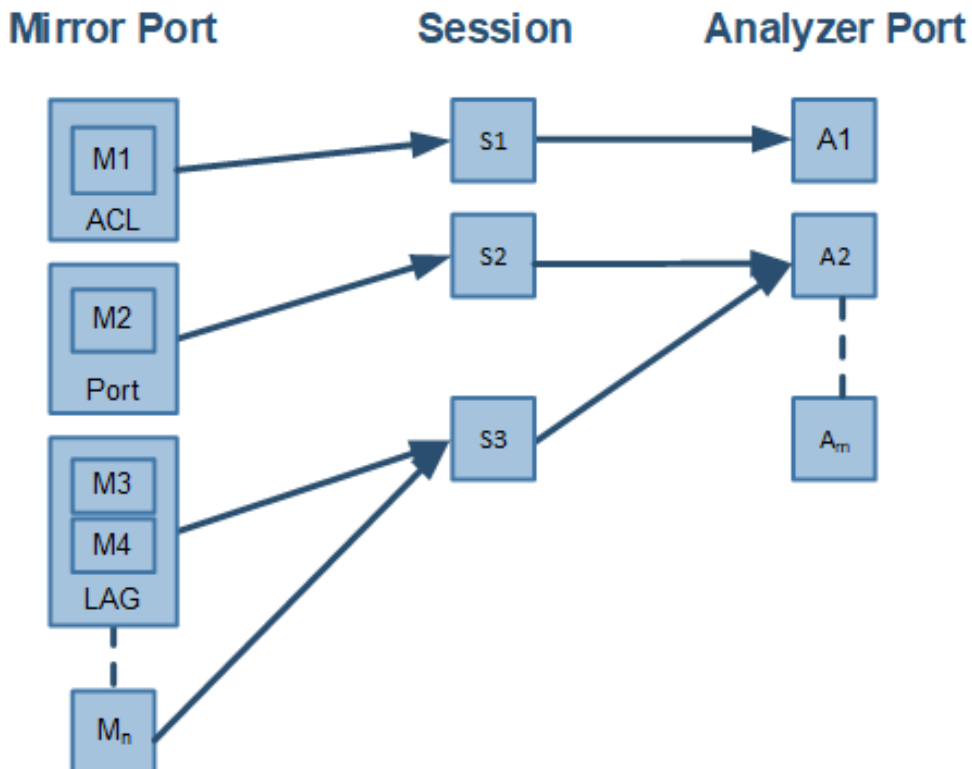 Mirror Port Session Analyzer Port
M1
ACL
S1
A1
M2
Port
S2
A2
M3
M4
LAG
S3
Am
Mn